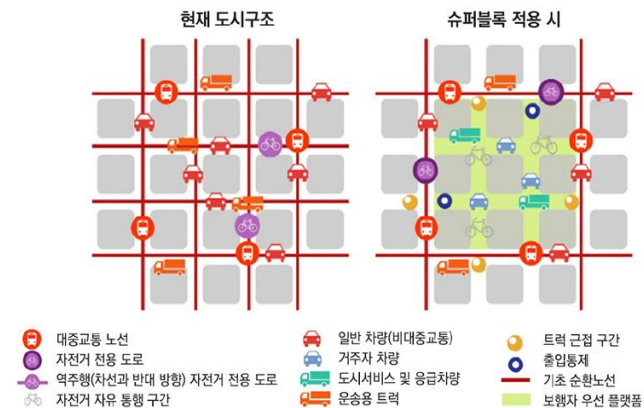 현재 도시구조
슈퍼블록 적용 시
대중교통 노선
자전거 전용 도로
역주행(차선과 반대 방향) 자전거 전용 도로
자전거 자유 통행 구간
일반 차량(비대중교통)
거주자 차량
도시서비스 및 응급차량
운송용 트럭
트럭 근접 구간
출입통제
기초 순환노선
보행자 우선 플랫폼